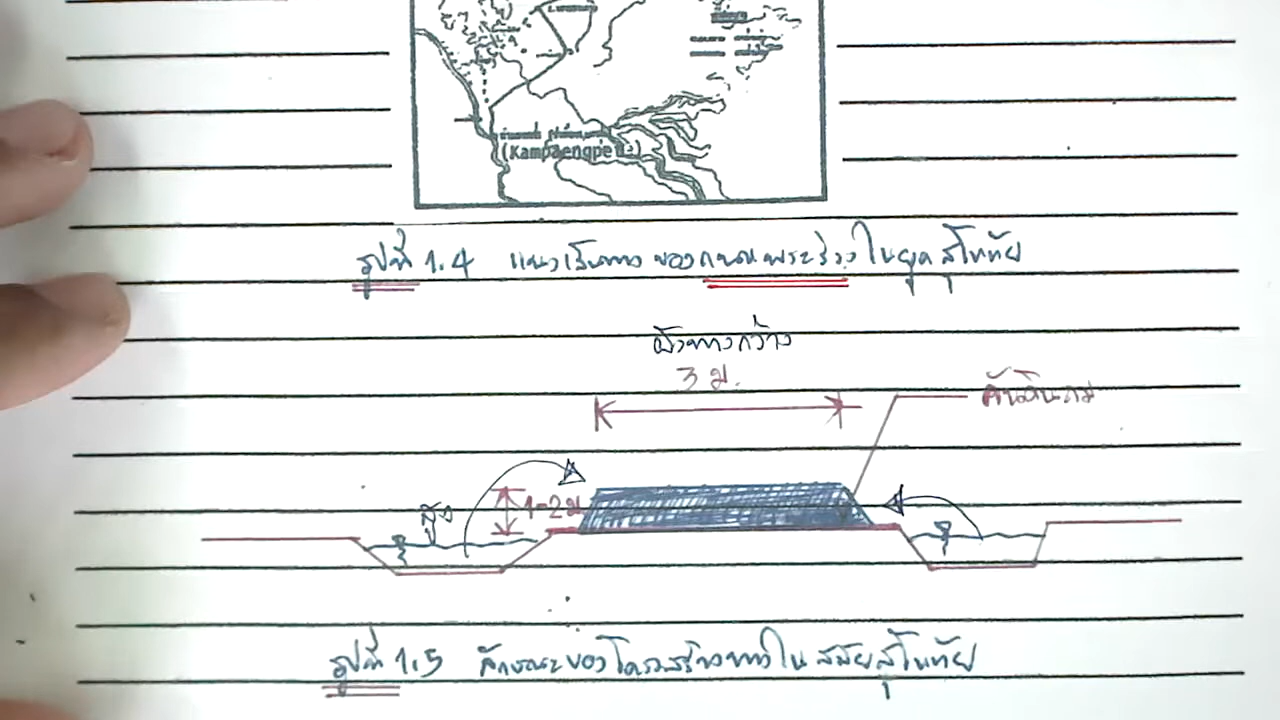 (Kampaengpe
รูปที่ 1.4 แนวเส้นทางของถนนพระร่วงในยุคสุโขทัย
ผิวทางกว้าง
3 ม.
คันดินถม
สูง 1-2 ม.
รูปที่ 1.5 ลักษณะของโครงสร้างทางในสมัยสุโขทัย